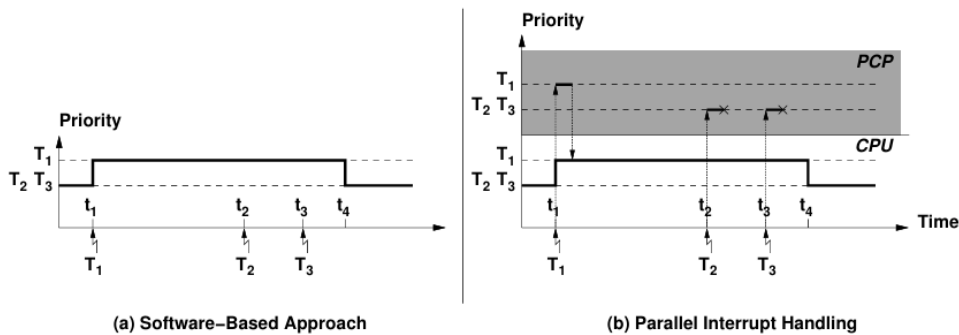 Priority
T1
T2 T3
t1 t2 t3 t4
T1 T2 T3
(a) Software-Based Approach
Priority
PCP
T1
T2 T3
CPU
T1
T2 T3
t1 t2 t3 t4
Time
T1 T2 T3
(b) Parallel Interrupt Handling